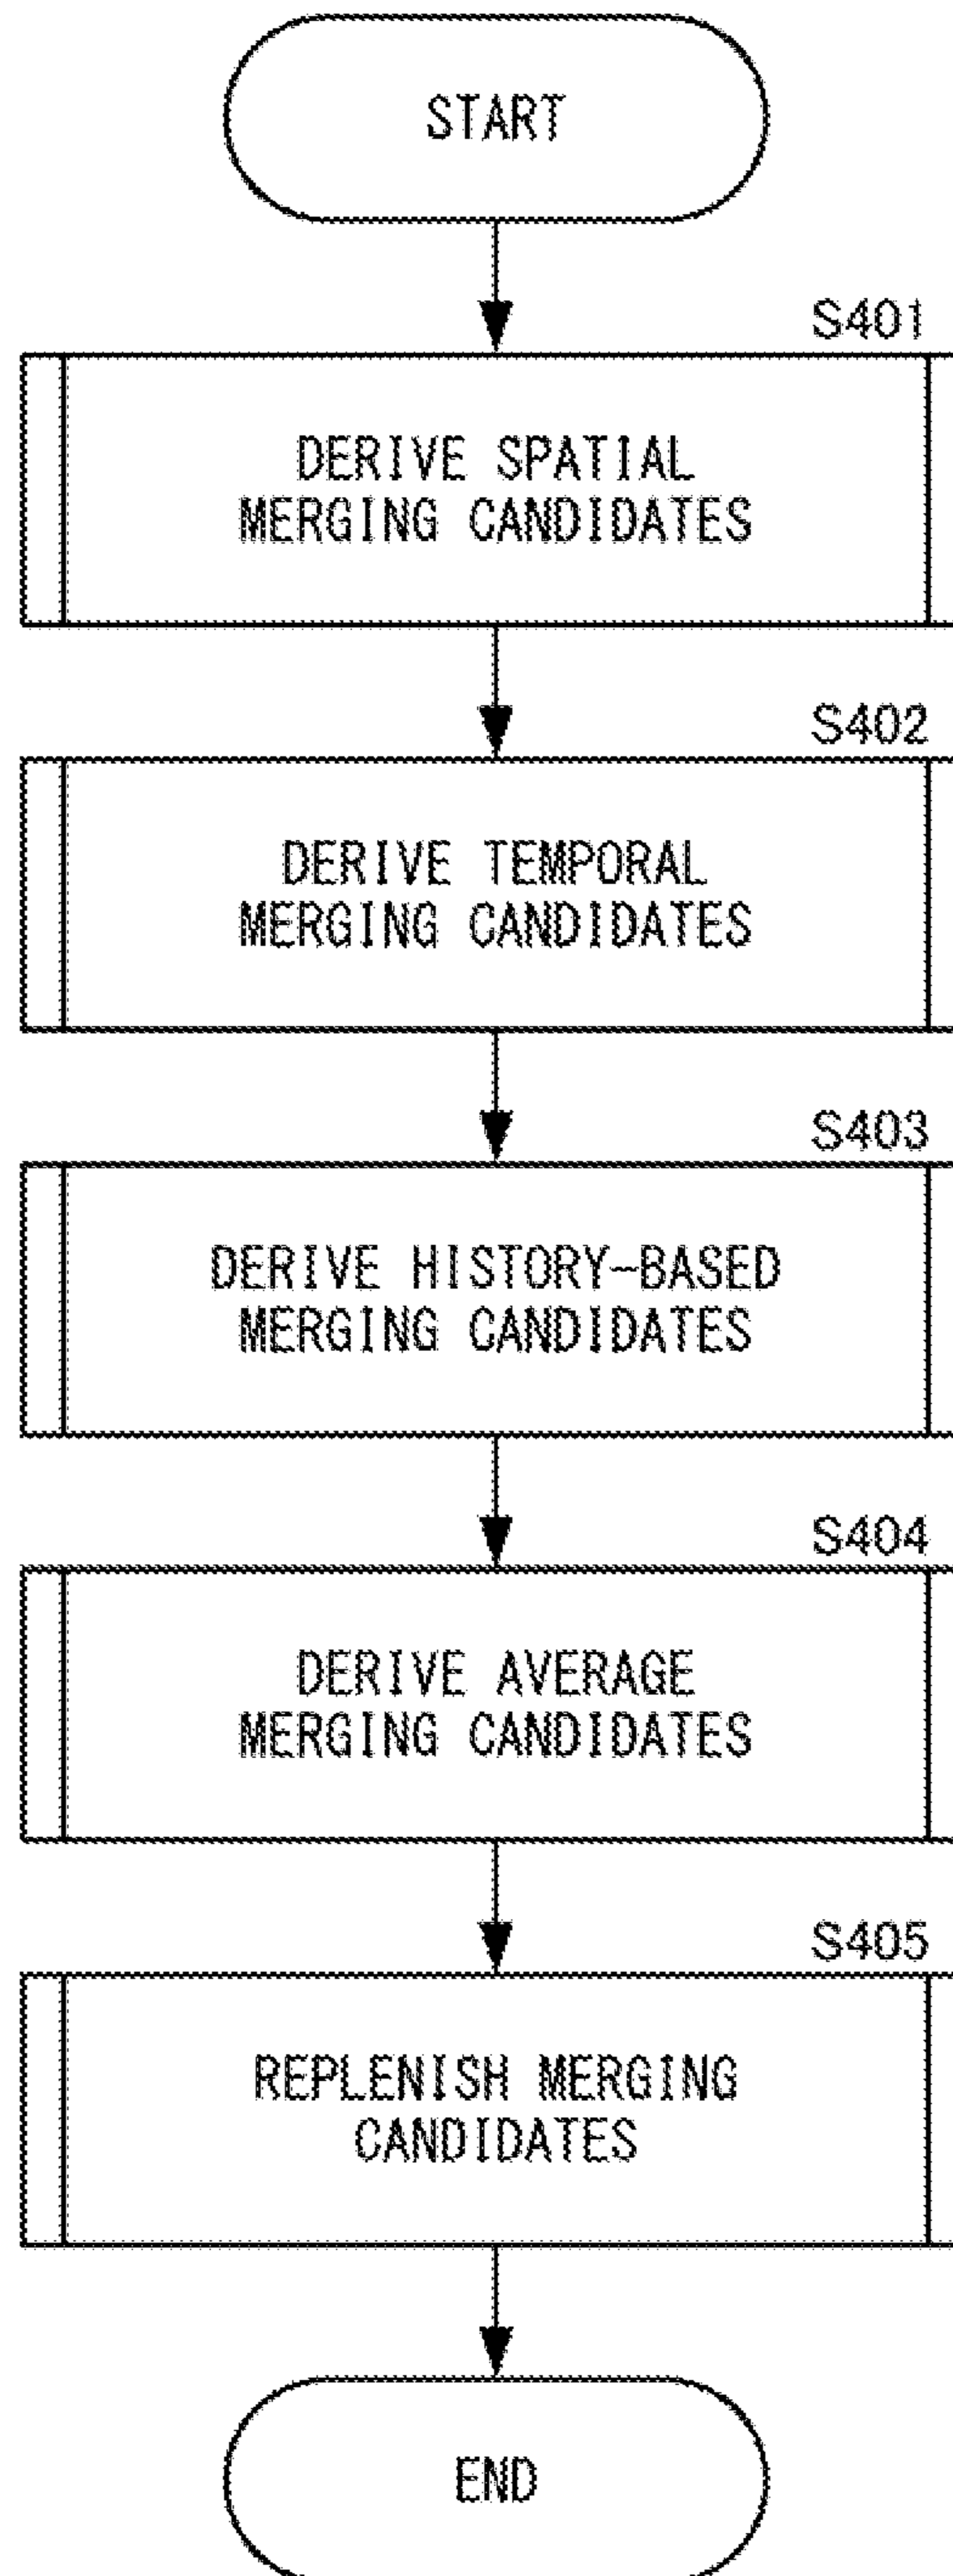 START
S401
DERIVE SPATIAL
MERGING CANDIDATES
S402
DERIVE TEMPORAL
MERGING CANDIDATES
S403
DERIVE HISTORY-BASED
MERGING CANDIDATES
S404
DERIVE AVERAGE
MERGING CANDIDATES
S405
REPLENISH MERGING
CANDIDATES
END